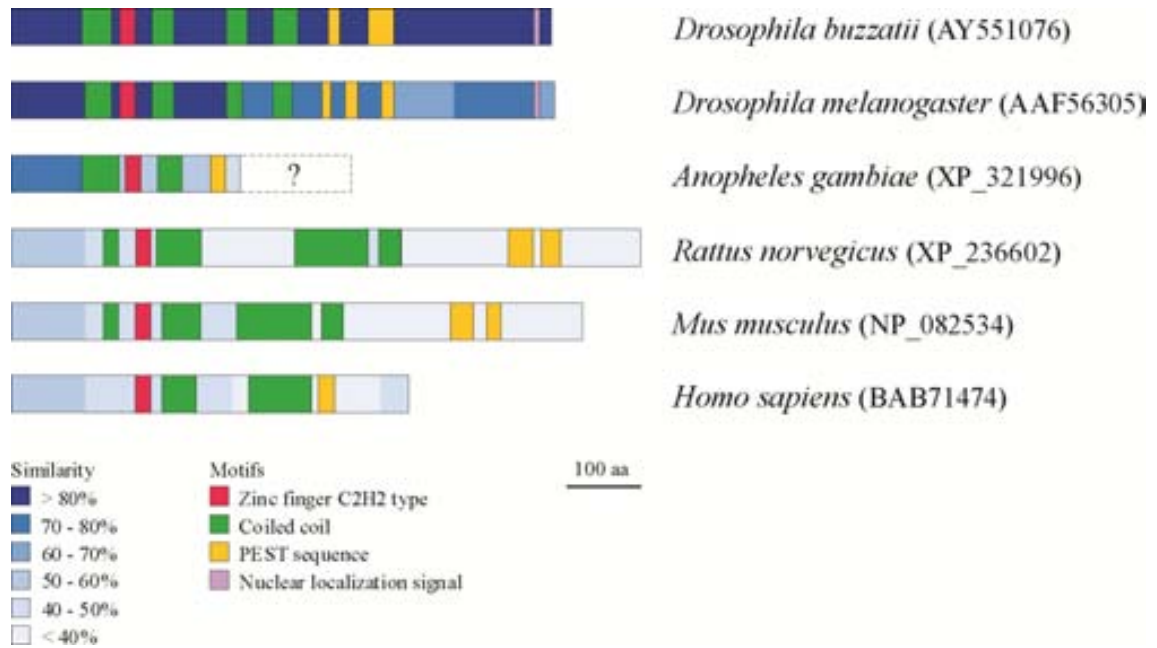 Drosophila buzzatii (AY551076)
Drosophila melanogaster (AAF56305)
?
Anopheles gambiae (XP_321996)
Rattus norvegicus (XP_236602)
Mus musculus (NP_082534)
Homo sapiens (BAB71474)
Similarity
> 80%
70 - 80%
60 - 70%
50 - 60%
40 - 50%
< 40%
Motifs
Zinc finger C2H2 type
Coiled coil
PEST sequence
Nuclear localization signal
100 aa